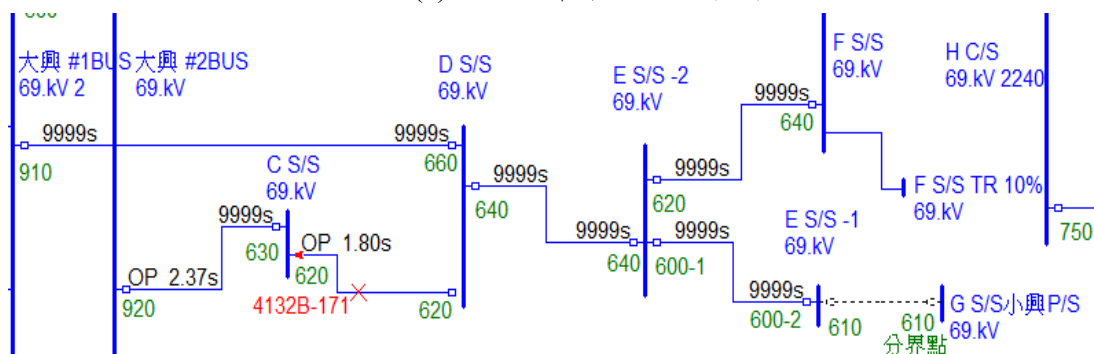 大興 #1BUS
69.kV 2
大興 #2BUS
69.kV
D S/S
69.kV
E S/S -2
69.kV
F S/S
69.kV
H C/S
69.kV 2240
9999s
910
9999s
660
C S/S
69.kV
9999s
630
OP 1.80s
620
OP 2.37s
920
4132B-171
620
9999s
640
9999s
640
9999s
620
9999s
600-1
9999s
640
F S/S TR 10%
69.kV
E S/S -1
69.kV
9999s
600-2
610
610
G S/S小興P/S
69.kV
分界點
750